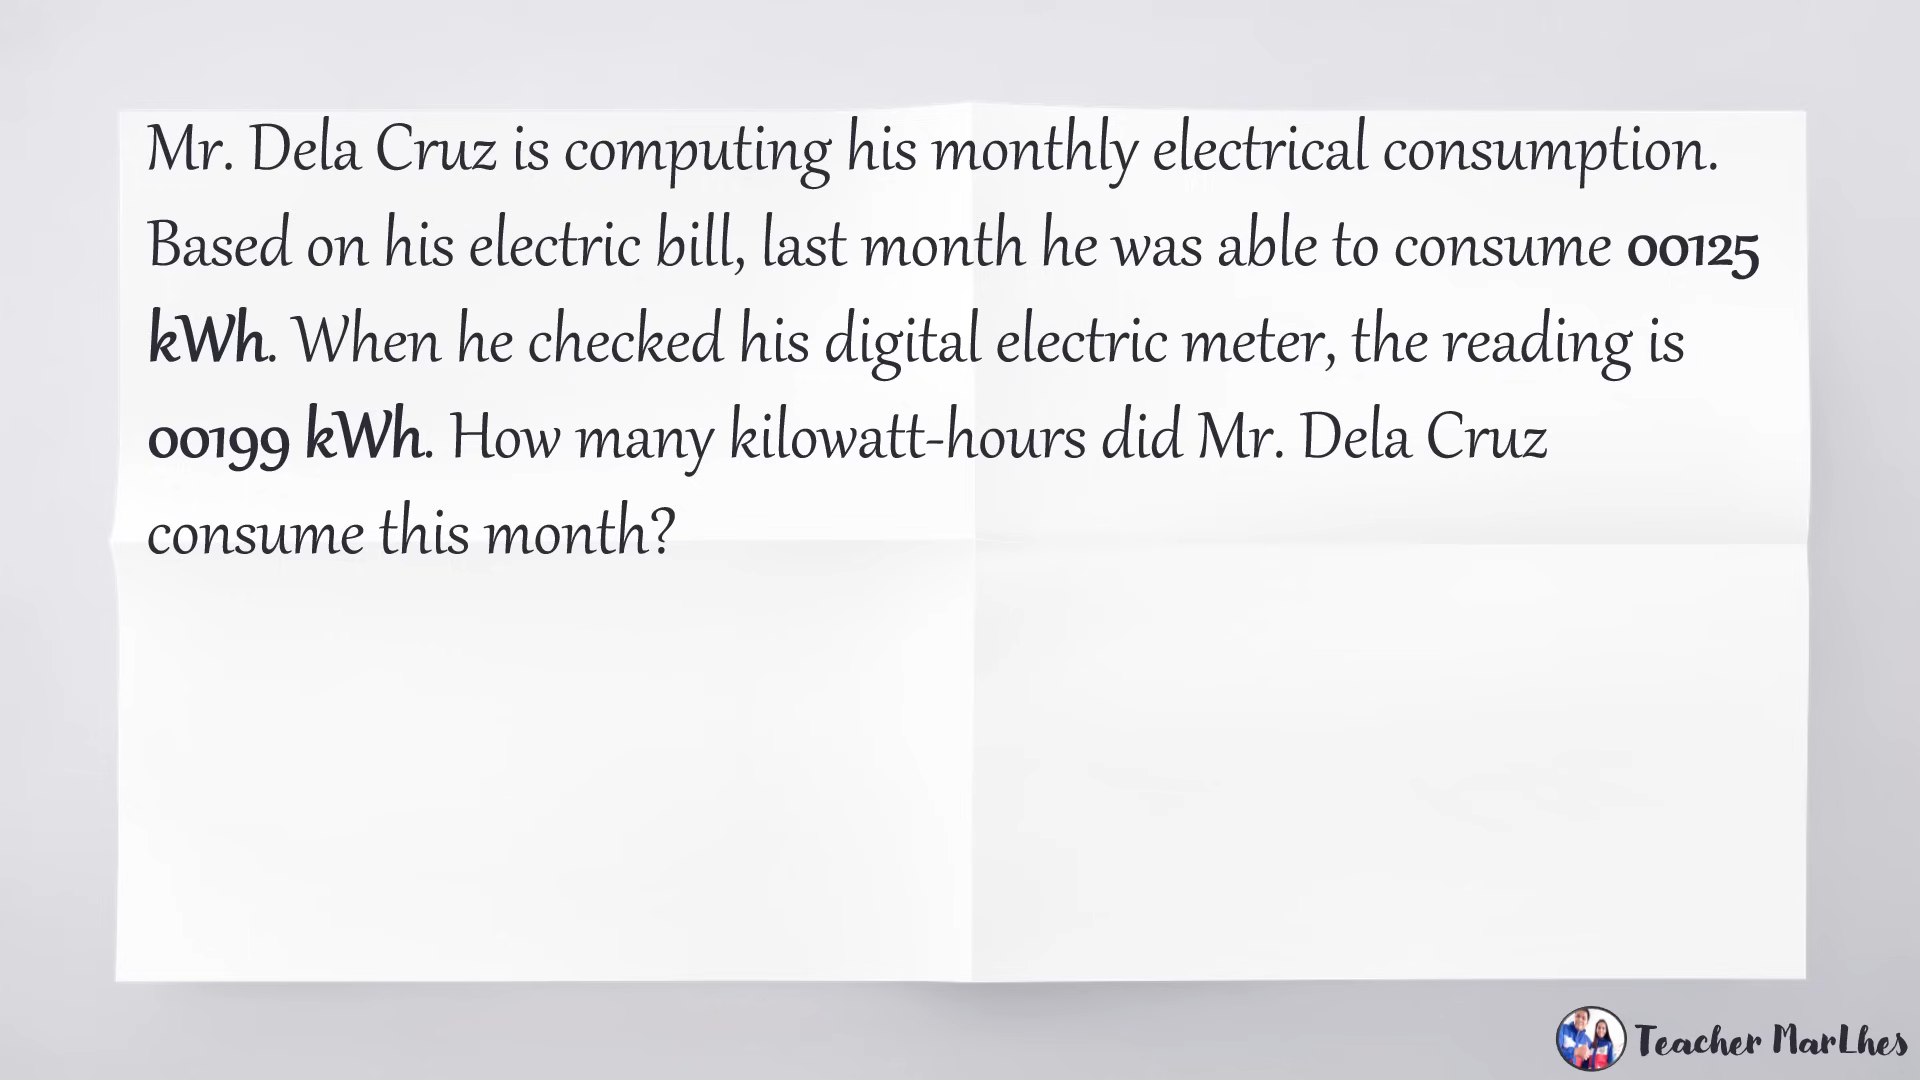 Mr. Dela Cruz is computing his monthly electrical consumption.
Based on his electric bill, last month he was able to consume 00125
kWh. When he checked his digital electric meter, the reading is
00199 kWh. How many kilowatt-hours did Mr. Dela Cruz
consume this month?
Teacher MarLhes